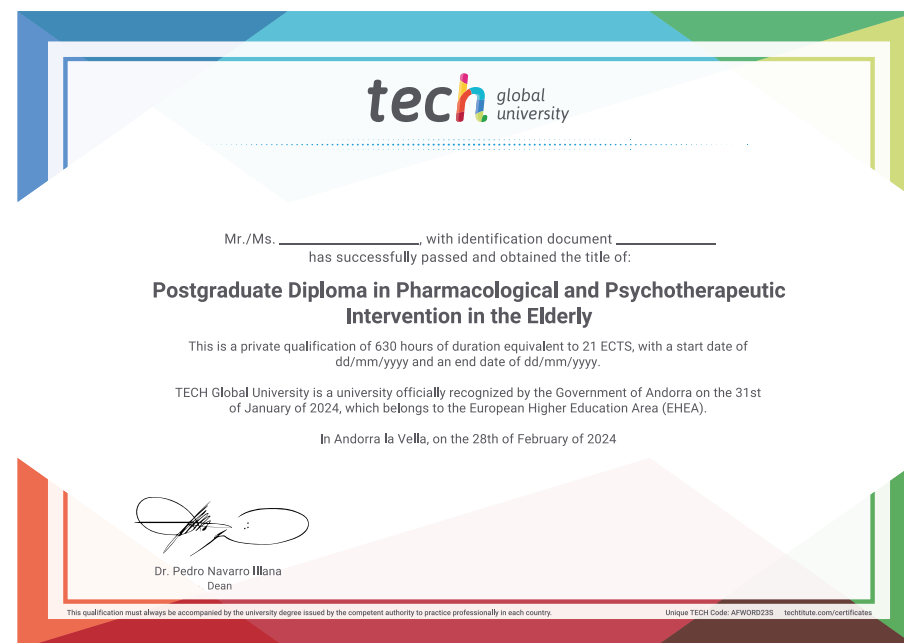 tech global university
Mr./Ms. ____________________, with identification document ______________
has successfully passed and obtained the title of:
Postgraduate Diploma in Pharmacological and Psychotherapeutic
Intervention in the Elderly
This is a private qualification of 630 hours of duration equivalent to 21 ECTS, with a start date of
dd/mm/yyyy and an end date of dd/mm/yyyy.
TECH Global University is a university officially recognized by the Government of Andorra on the 31st
of January of 2024, which belongs to the European Higher Education Area (EHEA).
In Andorra la Vella, on the 28th of February of 2024
Dr. Pedro Navarro Illana
Dean
This qualification must always be accompanied by the university degree issued by the competent authority to practice professionally in each country.
Unique TECH Code: AFWORD23S techtitute.com/certificates